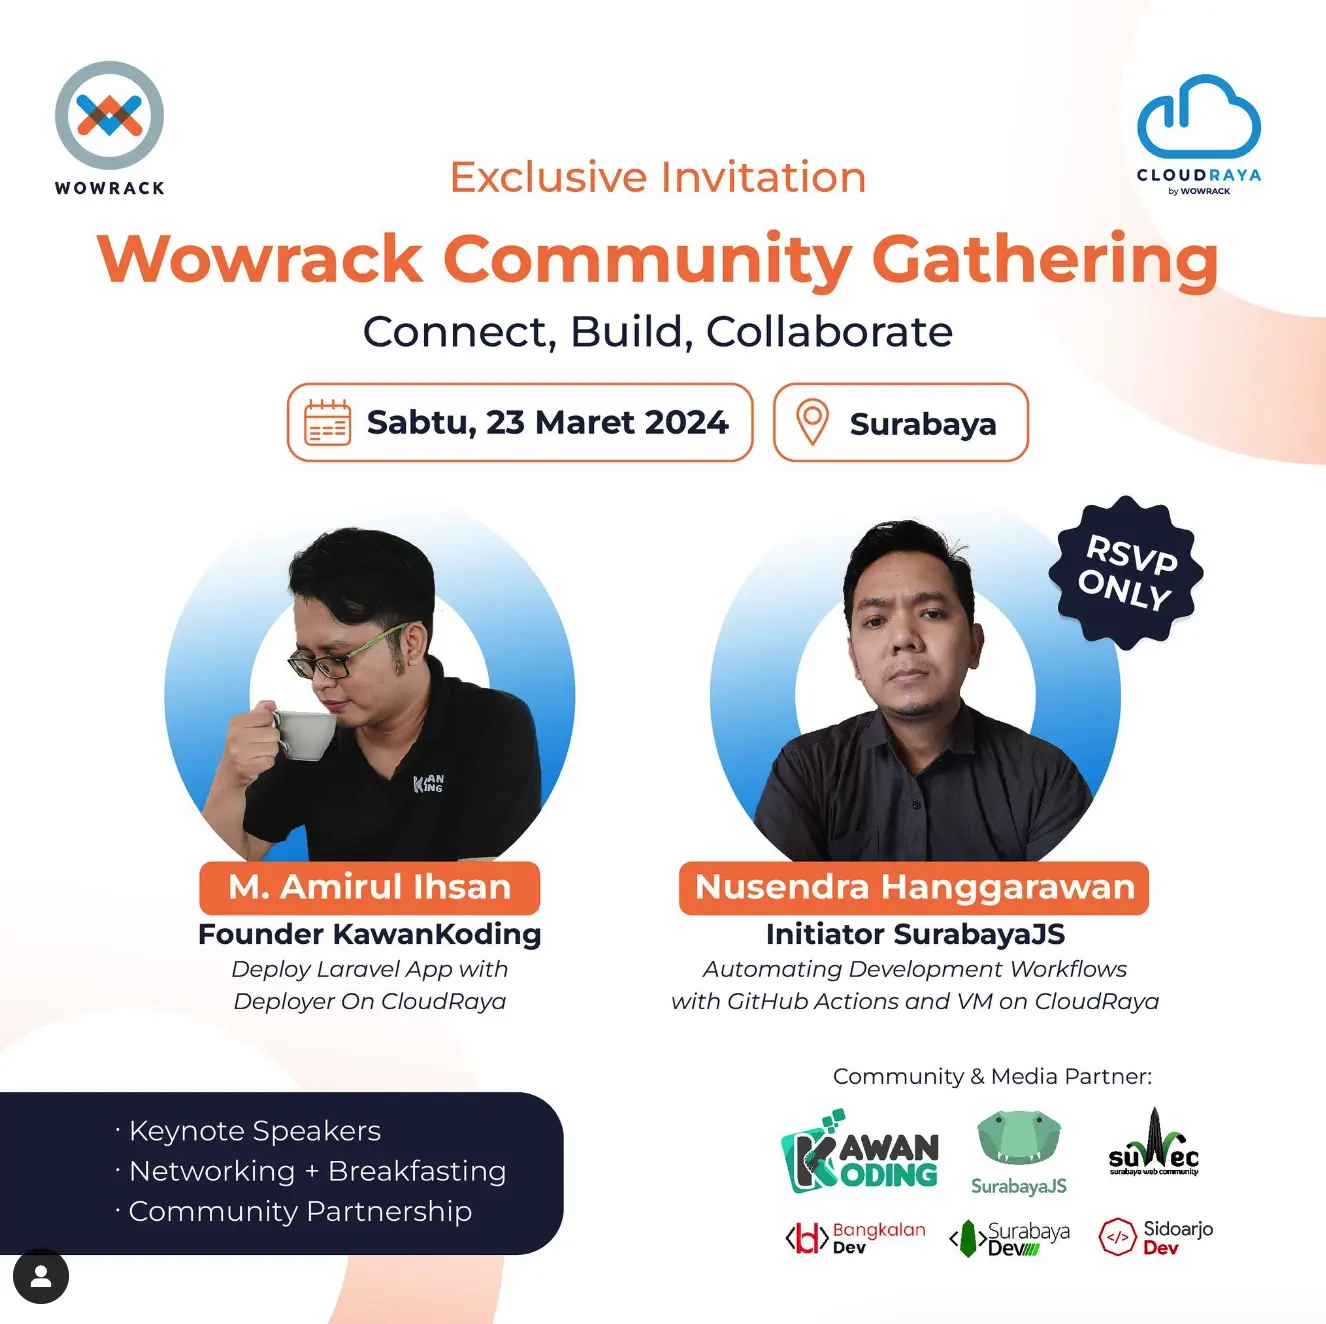 WOWRACK
CLOUDRAYA
by WOWRACK
Exclusive Invitation
Wowrack Community Gathering
Connect, Build, Collaborate
Sabtu, 23 Maret 2024
Surabaya
RSVP
ONLY
KAN
ING
M. Amirul Ihsan
Founder KawanKoding
Deploy Laravel App with
Deployer On CloudRaya
Nusendra Hanggarawan
Initiator SurabayaJS
Automating Development Workflows
with GitHub Actions and VM on CloudRaya
· Keynote Speakers
· Networking + Breakfasting
· Community Partnership
Community & Media Partner:
KAWAN
KODING
SurabayaJS
suwec
surabaya web community
<bd> Bangkalan
Dev
Surabaya
Dev
</> Sidoarjo
Dev